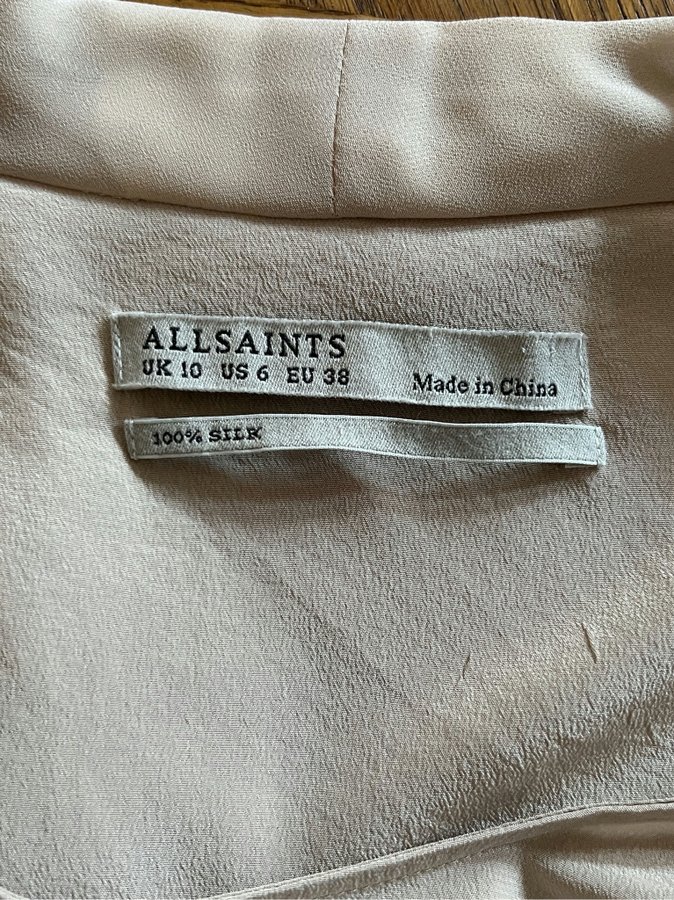 ALLSAINTS
UK 10 US 6 EU 38 Made in China
100% SILK